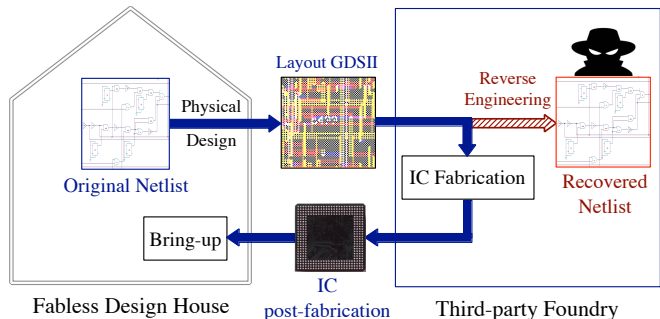 Layout GDSII
Physical
Design
Original Netlist
Reverse
Engineering
Recovered
Netlist
IC Fabrication
Bring-up
IC
post-fabrication
Fabless Design House
Third-party Foundry